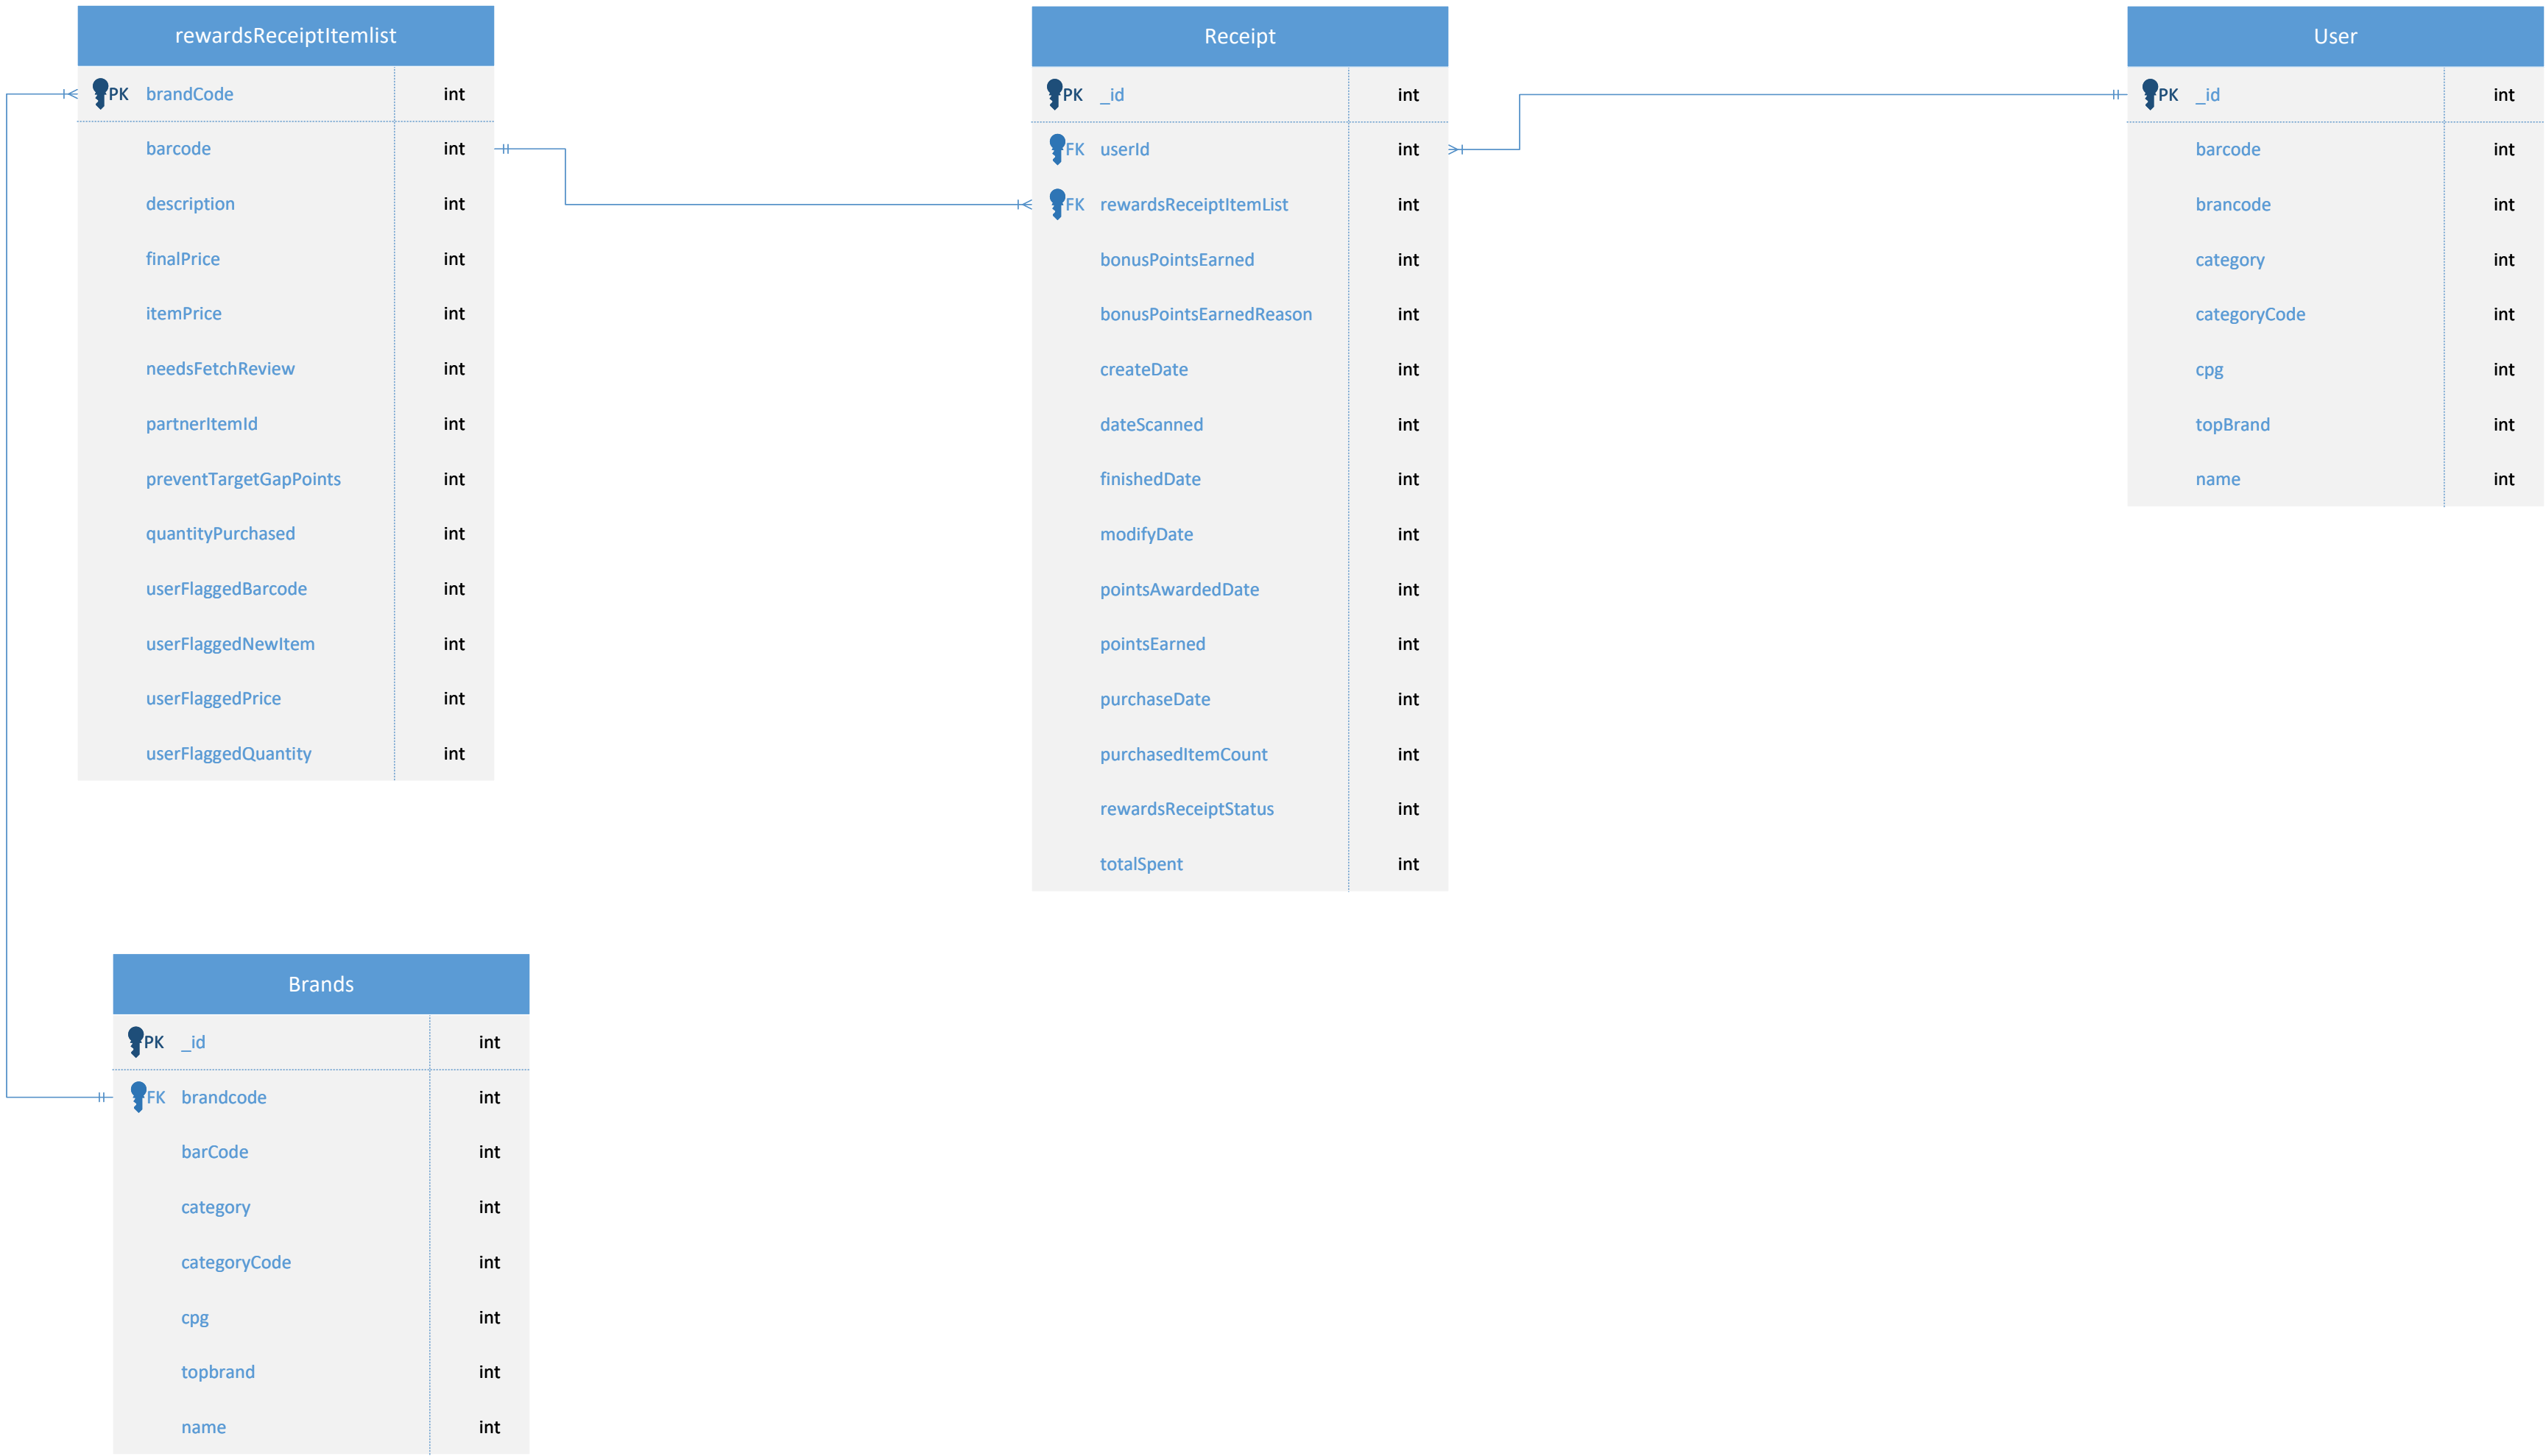 rewardsReceiptItemlist
PK brandCode int
barcode int
description int
finalPrice int
itemPrice int
needsFetchReview int
partnerItemId int
preventTargetGapPoints int
quantityPurchased int
userFlaggedBarcode int
userFlaggedNewItem int
userFlaggedPrice int
userFlaggedQuantity int
Receipt
PK _id int
FK userId int
FK rewardsReceiptItemList int
bonusPointsEarned int
bonusPointsEarnedReason int
createDate int
dateScanned int
finishedDate int
modifyDate int
pointsAwardedDate int
pointsEarned int
purchaseDate int
purchasedItemCount int
rewardsReceiptStatus int
totalSpent int
User
PK _id int
barcode int
brancode int
category int
categoryCode int
cpg int
topBrand int
name int
Brands
PK _id int
FK brandcode int
barCode int
category int
categoryCode int
cpg int
topbrand int
name int